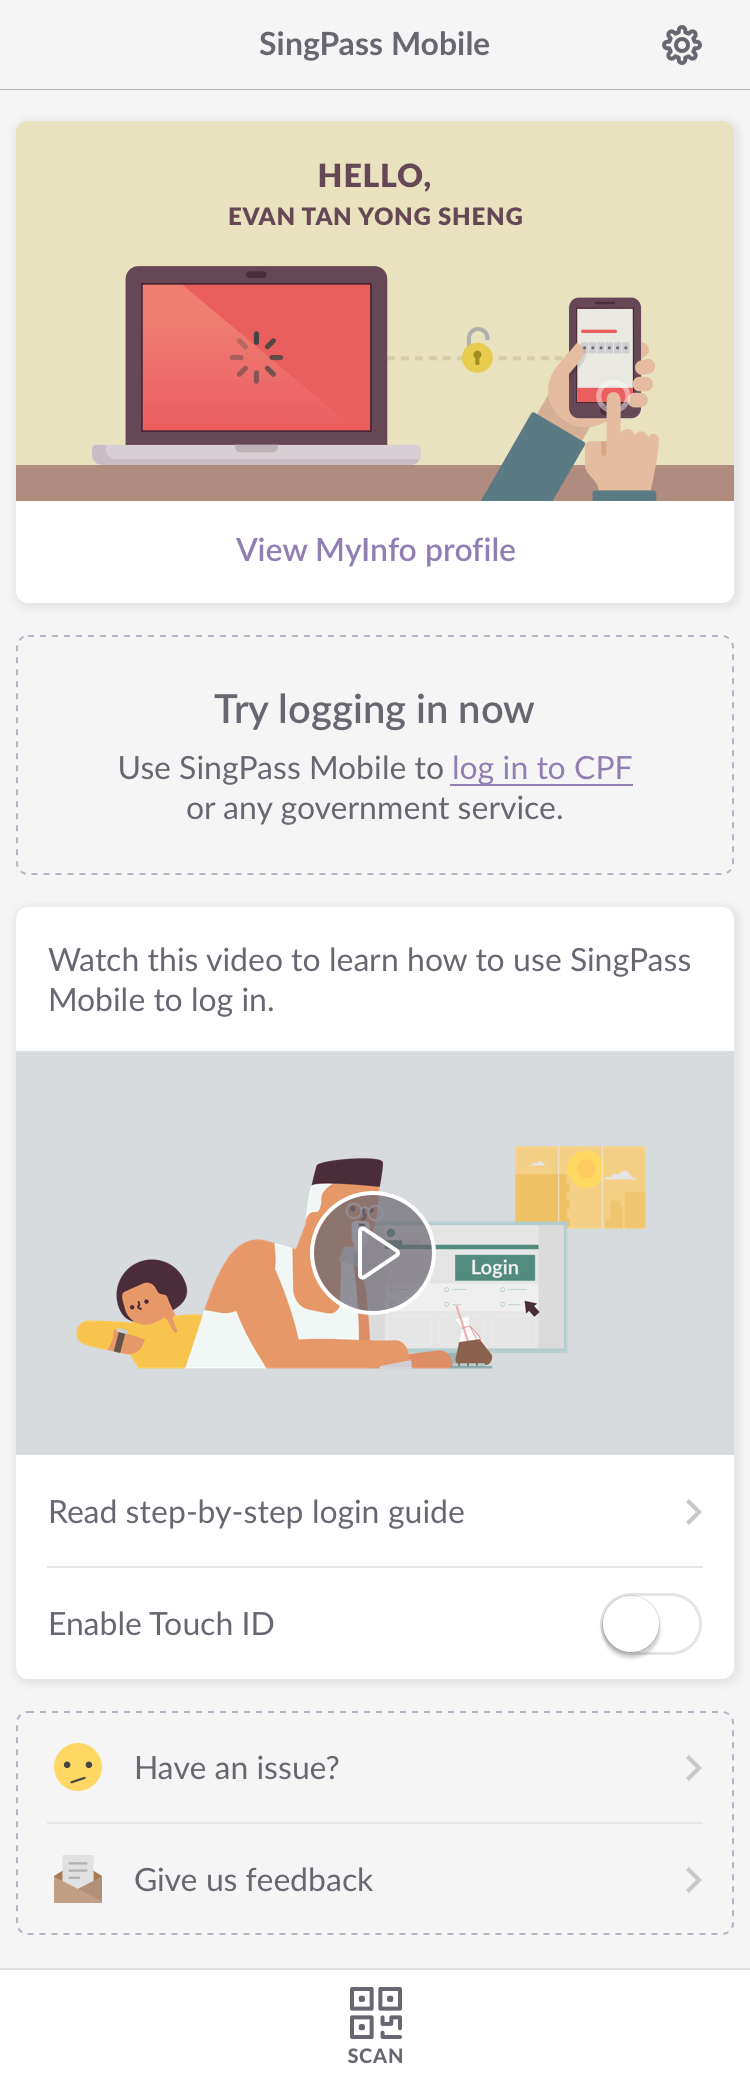 SingPass Mobile
HELLO,
EVAN TAN YONG SHENG
View MyInfo profile
Try logging in now
Use SingPass Mobile to log in to CPF
or any government service.
Watch this video to learn how to use SingPass
Mobile to log in.
Login
Read step-by-step login guide
Enable Touch ID
Have an issue?
Give us feedback
SCAN